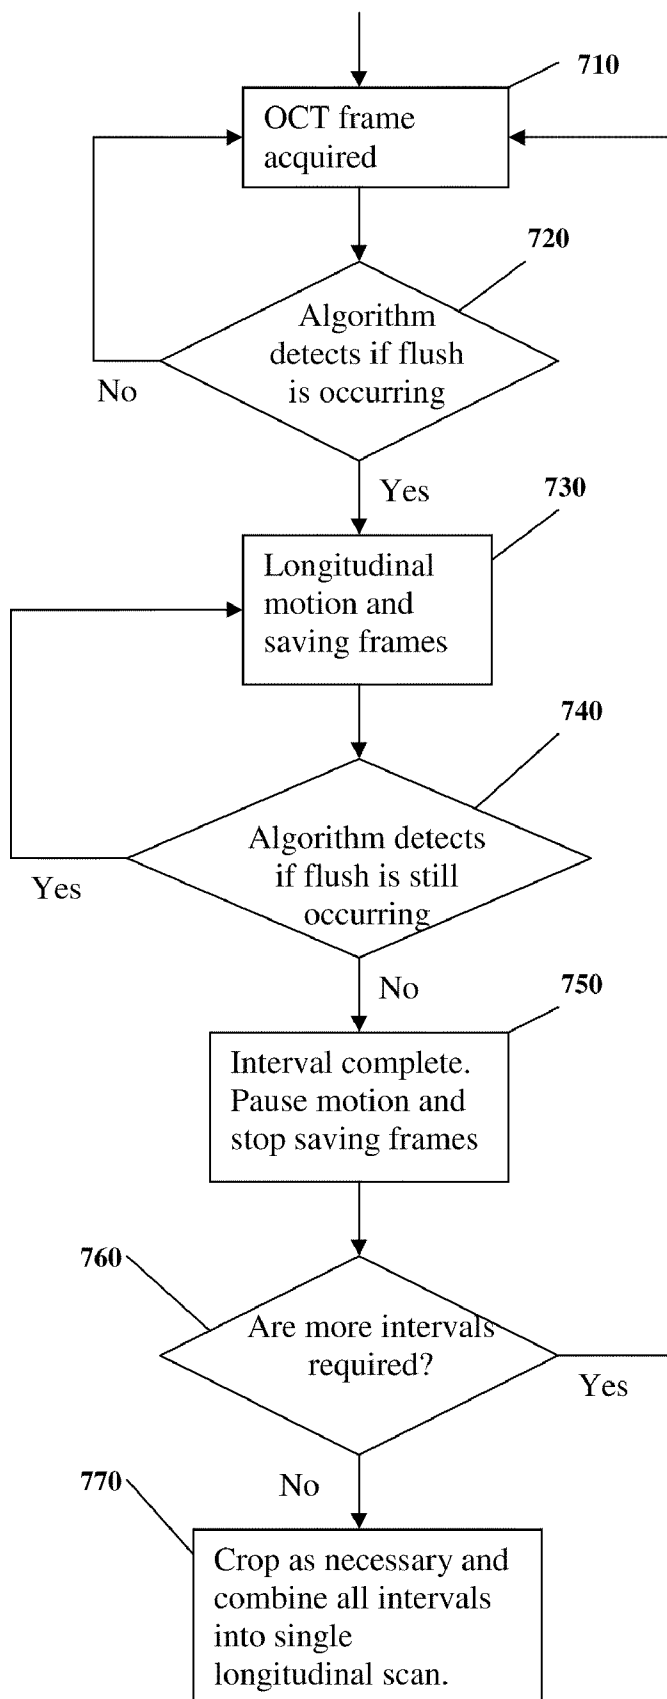 710
OCT frame
acquired
720
Algorithm
detects if flush
is occurring
No
Yes
730
Longitudinal
motion and
saving frames
740
Algorithm detects
if flush is still
occurring
Yes
No
750
Interval complete.
Pause motion and
stop saving frames
760
Are more intervals
required?
Yes
No
770
Crop as necessary and
combine all intervals
into single
longitudinal scan.